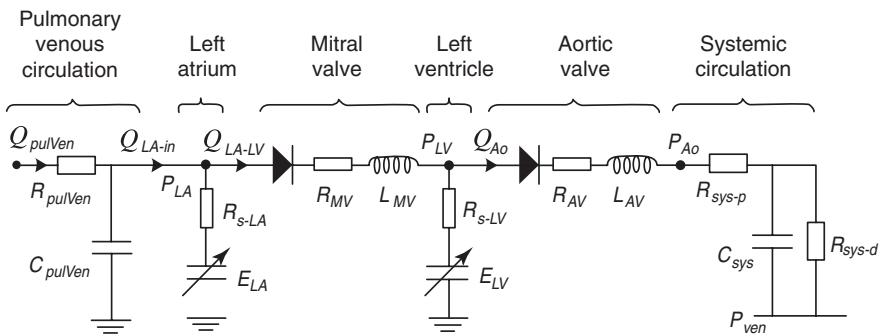 Pulmonary venous circulation
Left atrium
Mitral valve
Left ventricle
Aortic valve
Systemic circulation
Q_pulVen
Q_LA-in
Q_LA-LV
P_LV
Q_Ao
P_Ao
R_pulVen
P_LA
R_MV
L_MV
R_AV
L_AV
R_sys-p
R_s-LA
R_s-LV
C_pulVen
E_LA
E_LV
C_sys
R_sys-d
P_ven